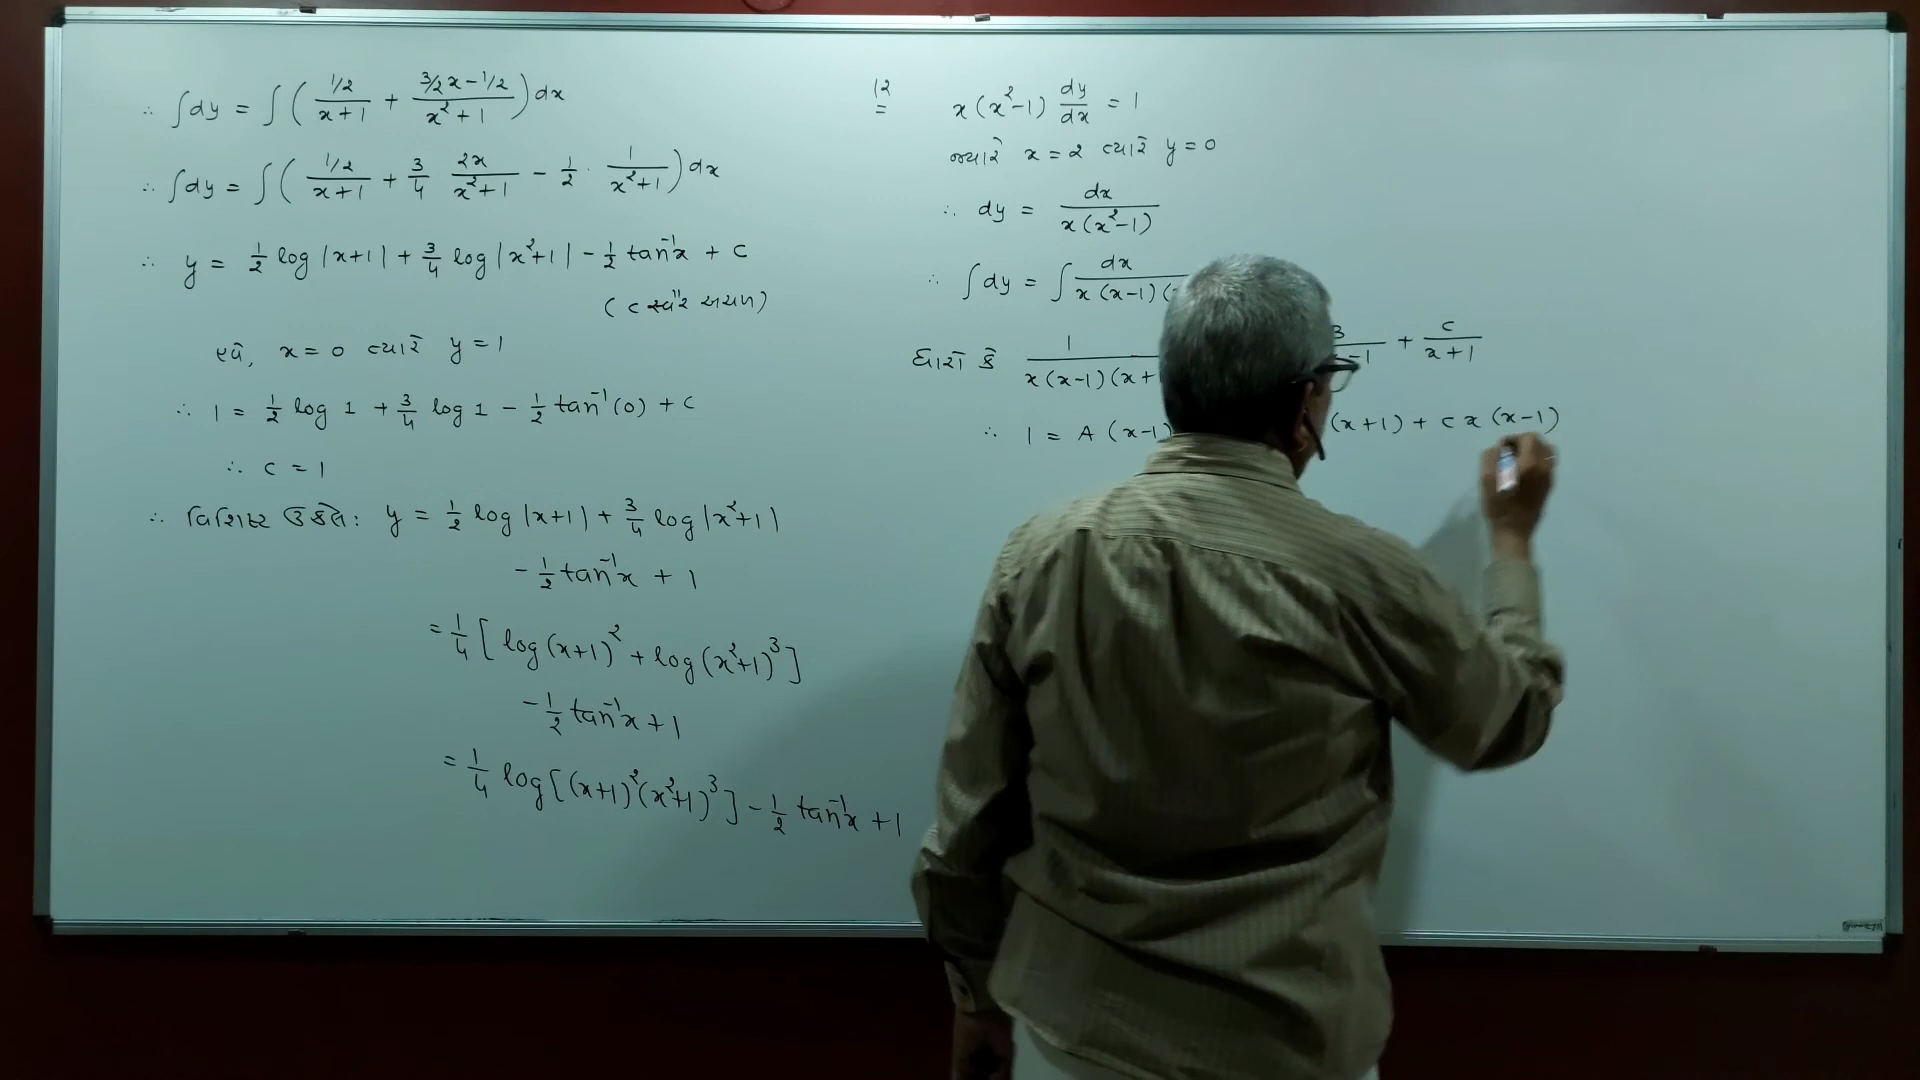 ∴ ∫dy = ∫( (1/2)/(x+1) + (3/2x - 1/2)/(x²+1) ) dx
∴ ∫dy = ∫( (1/2)/(x+1) + 3/4 2x/(x²+1) - 1/2 · 1/(x²+1) ) dx
∴ y = 1/2 log|x+1| + 3/4 log|x²+1| - 1/2 tan⁻¹x + c
(c સ્વૈર અચળ)
હવે, x = 0 ત્યારે y = 1
∴ 1 = 1/2 log 1 + 3/4 log 1 - 1/2 tan⁻¹(0) + c
∴ c = 1
∴ વિશિષ્ટ ઉકેલ: y = 1/2 log|x+1| + 3/4 log|x²+1|
- 1/2 tan⁻¹x + 1
= 1/4 [ log(x+1)² + log(x²+1)³ ]
- 1/2 tan⁻¹x + 1
= 1/4 log[(x+1)²(x²+1)³] - 1/2 tan⁻¹x + 1
12 x(x²-1) dy/dx = 1
જ્યારે x = 2 ત્યારે y = 0
∴ dy = dx/(x(x²-1))
∴ ∫dy = ∫ dx/(x(x-1)(
ધારો કે 1/(x(x-1)(x+ -1 + c/(x+1)
∴ 1 = A(x-1) (x+1) + cx(x-1)